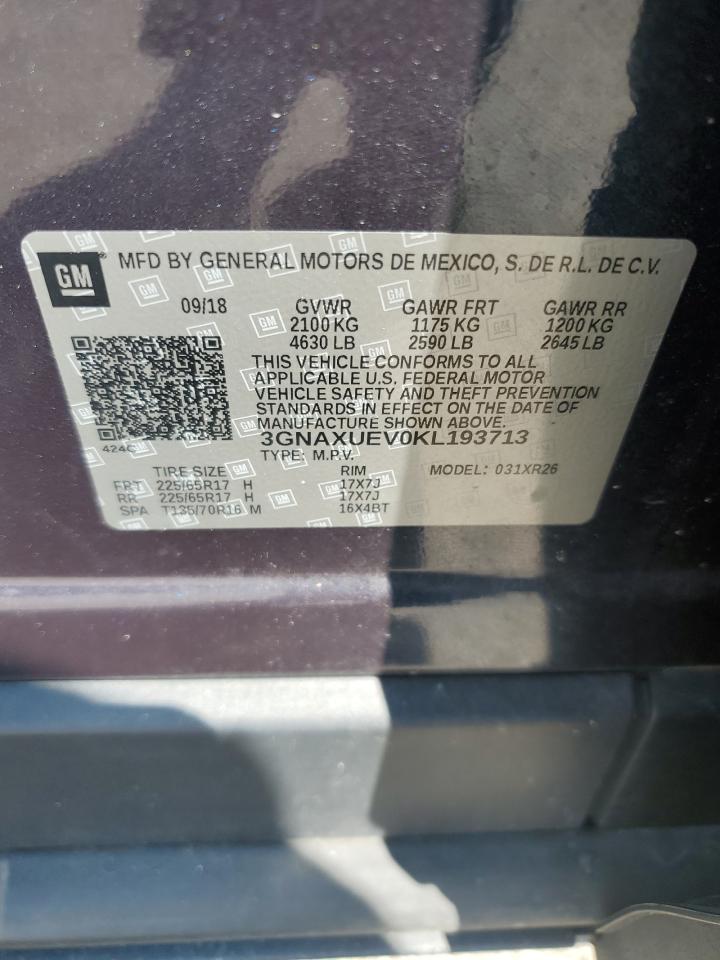 GM
MFD BY GENERAL MOTORS DE MEXICO, S. DE R.L. DE C.V.
09/18 GVWR GAWR FRT GAWR RR
2100 KG 1175 KG 1200 KG
4630 LB 2590 LB 2645 LB
THIS VEHICLE CONFORMS TO ALL
APPLICABLE U.S. FEDERAL MOTOR
VEHICLE SAFETY AND THEFT PREVENTION
STANDARDS IN EFFECT ON THE DATE OF
MANUFACTURE SHOWN ABOVE.
3GNAXUEV0KL193713
TYPE: M.P.V.
TIRE SIZE RIM MODEL: 031XR26
FRT 225/65R17 H 17X7J
RR 225/65R17 H 17X7J
SPA T135/70R16 M 16X4BT